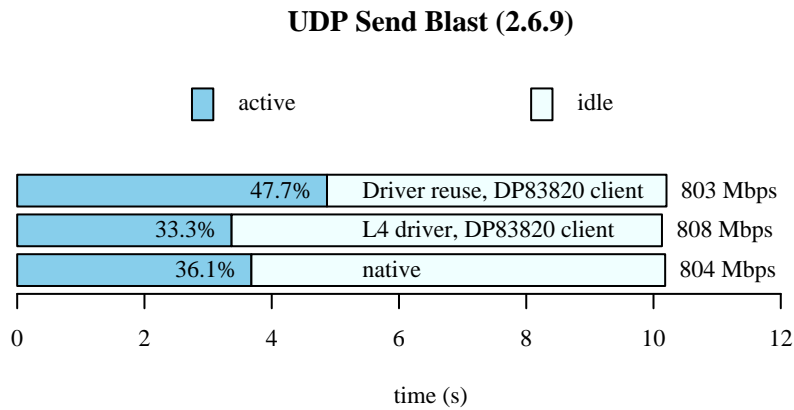 UDP Send Blast (2.6.9)
active idle
47.7% Driver reuse, DP83820 client 803 Mbps
33.3% L4 driver, DP83820 client 808 Mbps
36.1% native 804 Mbps
0 2 4 6 8 10 12
time (s)